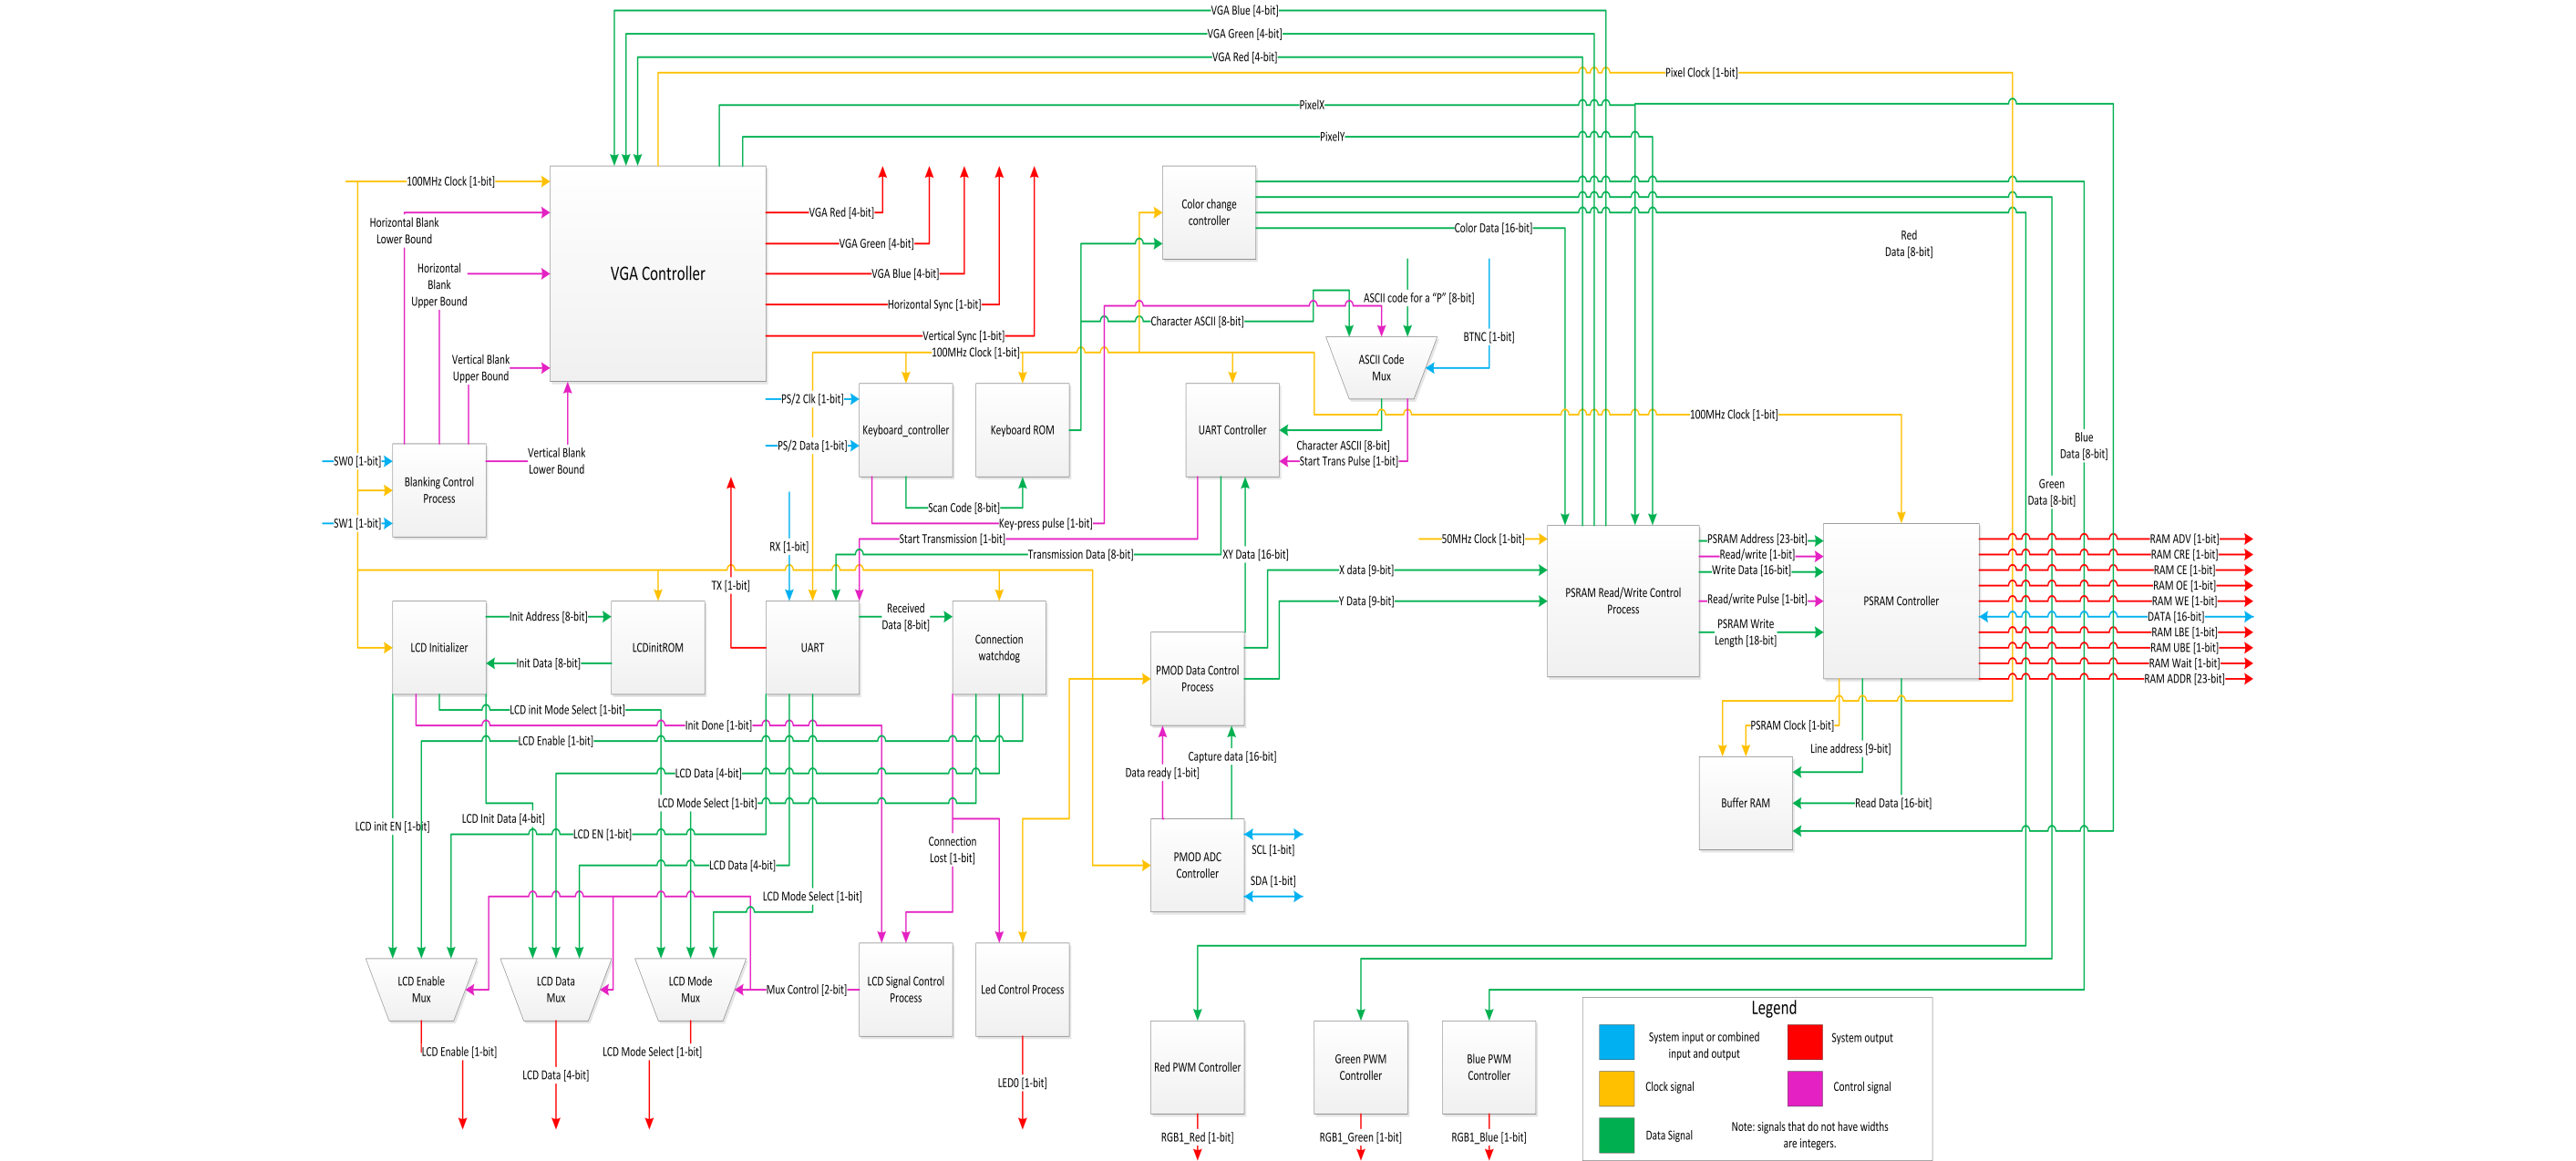 VGA Blue [4-bit]
VGA Green [4-bit]
VGA Red [4-bit]
Pixel Clock [1-bit]
PixelX
PixelY
100MHz Clock [1-bit]
Horizontal Blank
Lower Bound
Horizontal
Blank
Upper Bound
Vertical Blank
Upper Bound
Vertical Blank
Lower Bound
VGA Controller
VGA Red [4-bit]
VGA Green [4-bit]
VGA Blue [4-bit]
Horizontal Sync [1-bit]
Vertical Sync [1-bit]
100MHz Clock [1-bit]
Color change
controller
Color Data [16-bit]
Red
Data [8-bit]
ASCII code for a "P" [8-bit]
Character ASCII [8-bit]
BTNC [1-bit]
ASCII Code
Mux
PS/2 Clk [1-bit]
PS/2 Data [1-bit]
Keyboard_controller
Keyboard ROM
UART Controller
100MHz Clock [1-bit]
Character ASCII [8-bit]
Start Trans Pulse [1-bit]
Blue
Data [8-bit]
Green
Data [8-bit]
SW0 [1-bit]
SW1 [1-bit]
Blanking Control
Process
Scan Code [8-bit]
Key-press pulse [1-bit]
Start Transmission [1-bit]
Transmission Data [8-bit]
XY Data [16-bit]
RX [1-bit]
TX [1-bit]
50MHz Clock [1-bit]
X data [9-bit]
Y Data [9-bit]
PSRAM Read/Write Control
Process
PSRAM Address [23-bit]
Read/write [1-bit]
Write Data [16-bit]
Read/write Pulse [1-bit]
PSRAM Write
Length [18-bit]
PSRAM Controller
RAM ADV [1-bit]
RAM CRE [1-bit]
RAM CE [1-bit]
RAM OE [1-bit]
RAM WE [1-bit]
DATA [16-bit]
RAM LBE [1-bit]
RAM UBE [1-bit]
RAM Wait [1-bit]
RAM ADDR [23-bit]
LCD Initializer
Init Address [8-bit]
Init Data [8-bit]
LCDinitROM
UART
Received
Data [8-bit]
Connection
watchdog
PMOD Data Control
Process
LCD init Mode Select [1-bit]
Init Done [1-bit]
LCD Enable [1-bit]
LCD Data [4-bit]
LCD Mode Select [1-bit]
LCD init EN [1-bit]
LCD Init Data [4-bit]
LCD EN [1-bit]
LCD Data [4-bit]
LCD Mode Select [1-bit]
Connection
Lost [1-bit]
Data ready [1-bit]
Capture data [16-bit]
PMOD ADC
Controller
SCL [1-bit]
SDA [1-bit]
PSRAM Clock [1-bit]
Line address [9-bit]
Read Data [16-bit]
Buffer RAM
LCD Enable
Mux
LCD Data
Mux
LCD Mode
Mux
Mux Control [2-bit]
LCD Signal Control
Process
Led Control Process
LCD Enable [1-bit]
LCD Data [4-bit]
LCD Mode Select [1-bit]
LED0 [1-bit]
Red PWM Controller
Green PWM
Controller
Blue PWM
Controller
RGB1_Red [1-bit]
RGB1_Green [1-bit]
RGB1_Blue [1-bit]
Legend
System input or combined
input and output
System output
Clock signal
Control signal
Data Signal
Note: signals that do not have widths
are integers.